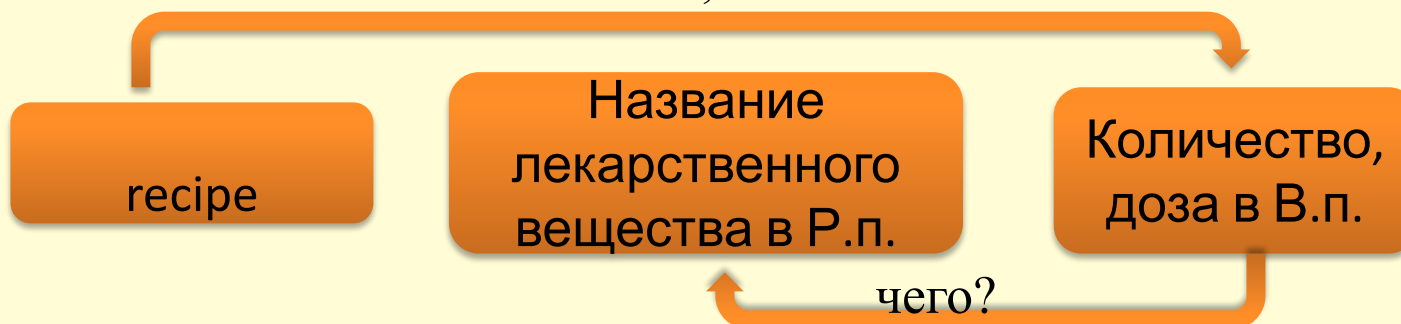 recipe
Название
лекарственного
вещества в Р.п.
Количество,
доза в В.п.
чего?